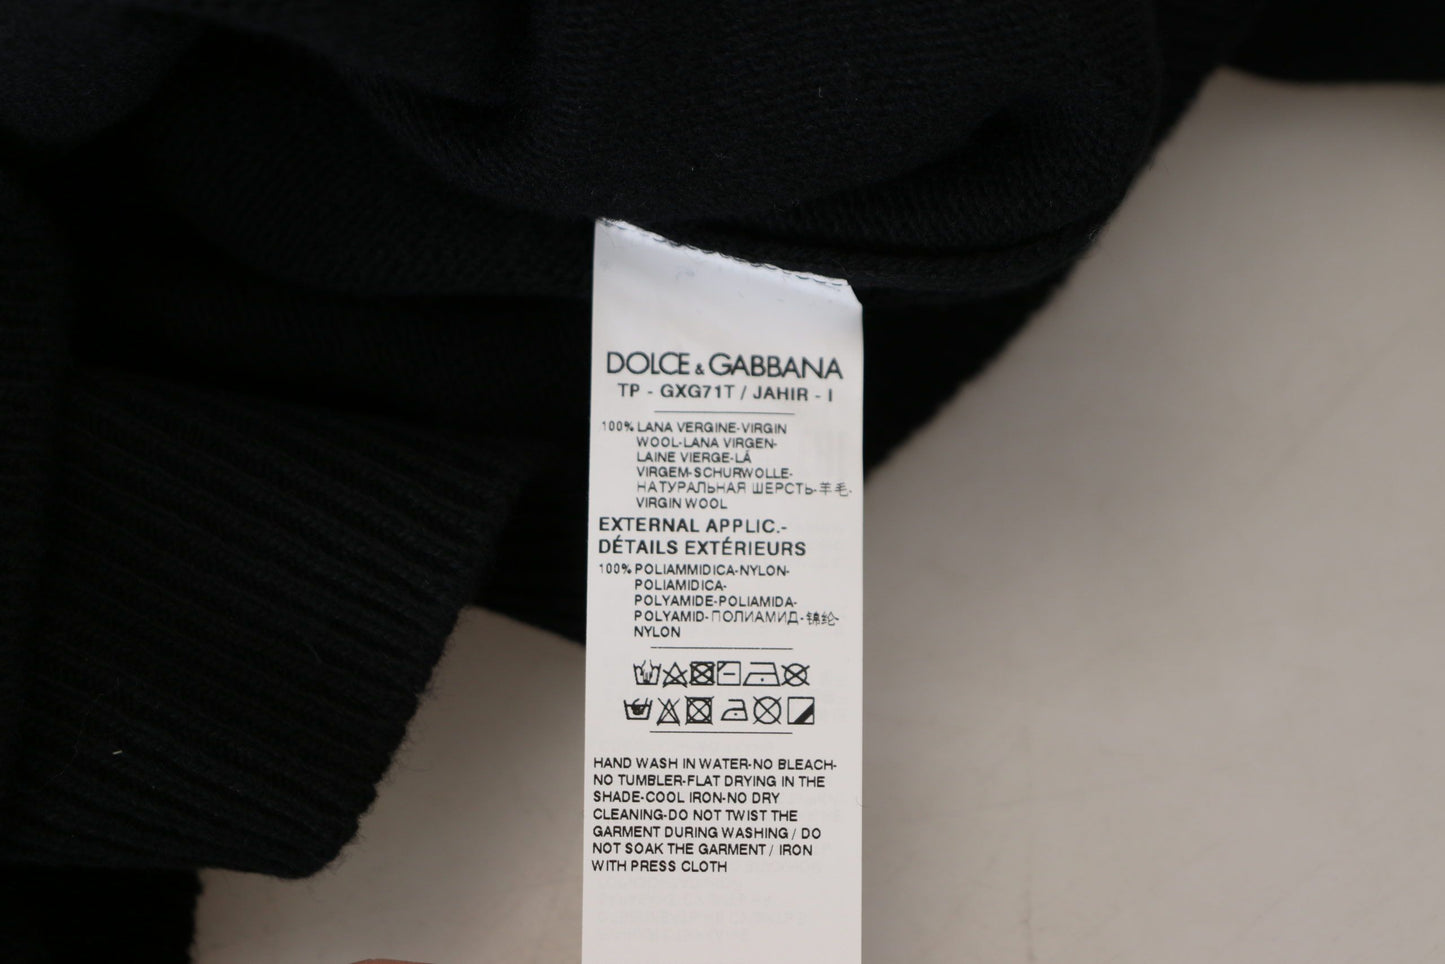 DOLCE & GABBANA
TP - GXG71T / JAHIR - I
100% LANA VERGINE-VIRGIN
WOOL-LANA VIRGEN-
LAINE VIERGE-LÁ
VIRGEM-SCHURWOLLE-
НАТУРАЛЬНАЯ ШЕРСТЬ-羊毛-
VIRGIN WOOL
EXTERNAL APPLIC.-
DÉTAILS EXTÉRIEURS
100% POLIAMMIDICA-NYLON-
POLIAMIDICA-
POLYAMIDE-POLIAMIDA-
POLYAMID-ПОЛИАМИД-锦纶-
NYLON
HAND WASH IN WATER-NO BLEACH-
NO TUMBLER-FLAT DRYING IN THE
SHADE-COOL IRON-NO DRY
CLEANING-DO NOT TWIST THE
GARMENT DURING WASHING / DO
NOT SOAK THE GARMENT / IRON
WITH PRESS CLOTH